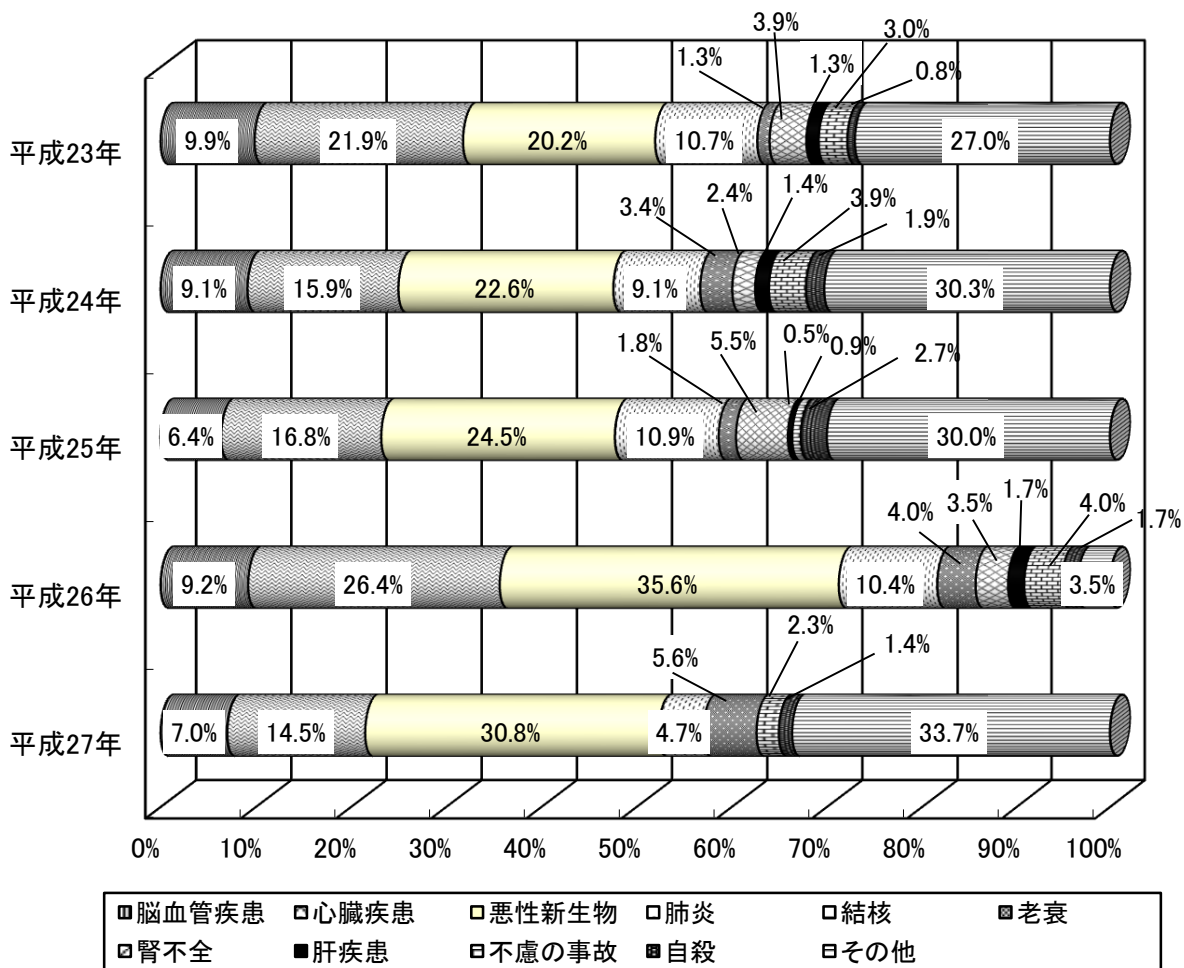 3.9%
3.0%
1.3% 1.3%
0.8%
平成23年 9.9% 21.9% 20.2% 10.7% 27.0%
3.4% 2.4% 1.4% 3.9% 1.9%
平成24年 9.1% 15.9% 22.6% 9.1% 30.3%
1.8% 5.5% 0.5% 0.9% 2.7%
平成25年 6.4% 16.8% 24.5% 10.9% 30.0%
4.0% 3.5% 1.7% 4.0% 1.7%
平成26年 9.2% 26.4% 35.6% 10.4% 3.5%
5.6% 2.3% 1.4%
平成27年 7.0% 14.5% 30.8% 4.7% 33.7%
0% 10% 20% 30% 40% 50% 60% 70% 80% 90% 100%
脳血管疾患 心臓疾患 悪性新生物 肺炎 結核 老衰
腎不全 肝疾患 不慮の事故 自殺 その他